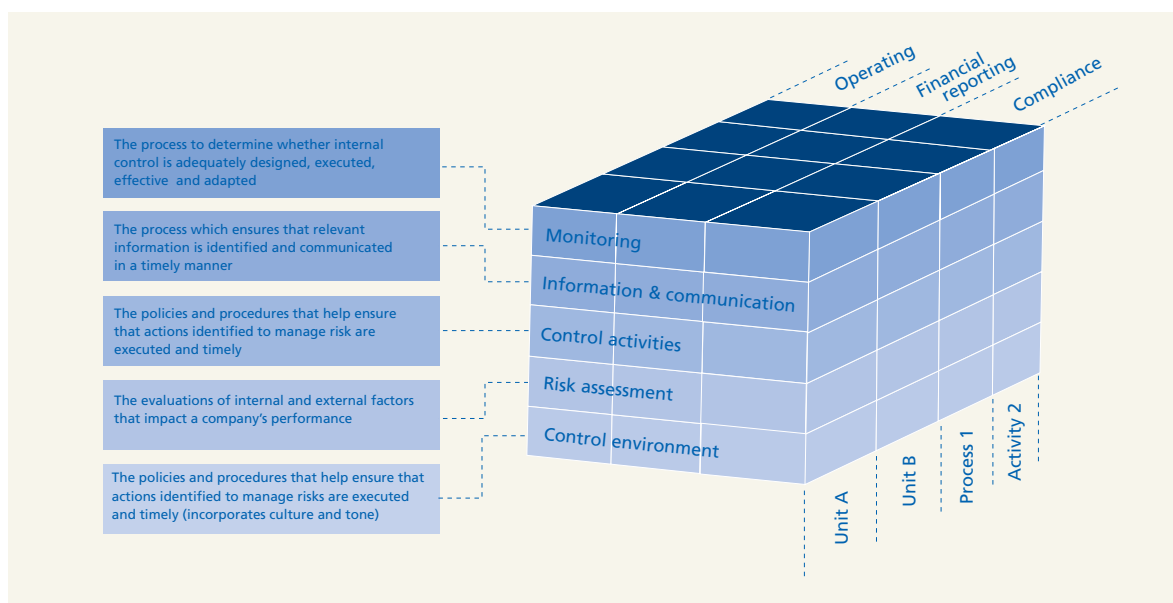 Operating
Financial
reporting
Compliance
The process to determine whether internal
control is adequately designed, executed,
effective and adapted
The process which ensures that relevant
information is identified and communicated
in a timely manner
The policies and procedures that help ensure
that actions identified to manage risk are
executed and timely
The evaluations of internal and external factors
that impact a company's performance
The policies and procedures that help ensure that
actions identified to manage risks are executed
and timely (incorporates culture and tone)
Monitoring
Information & communication
Control activities
Risk assessment
Control environment
Unit A
Unit B
Process 1
Activity 2